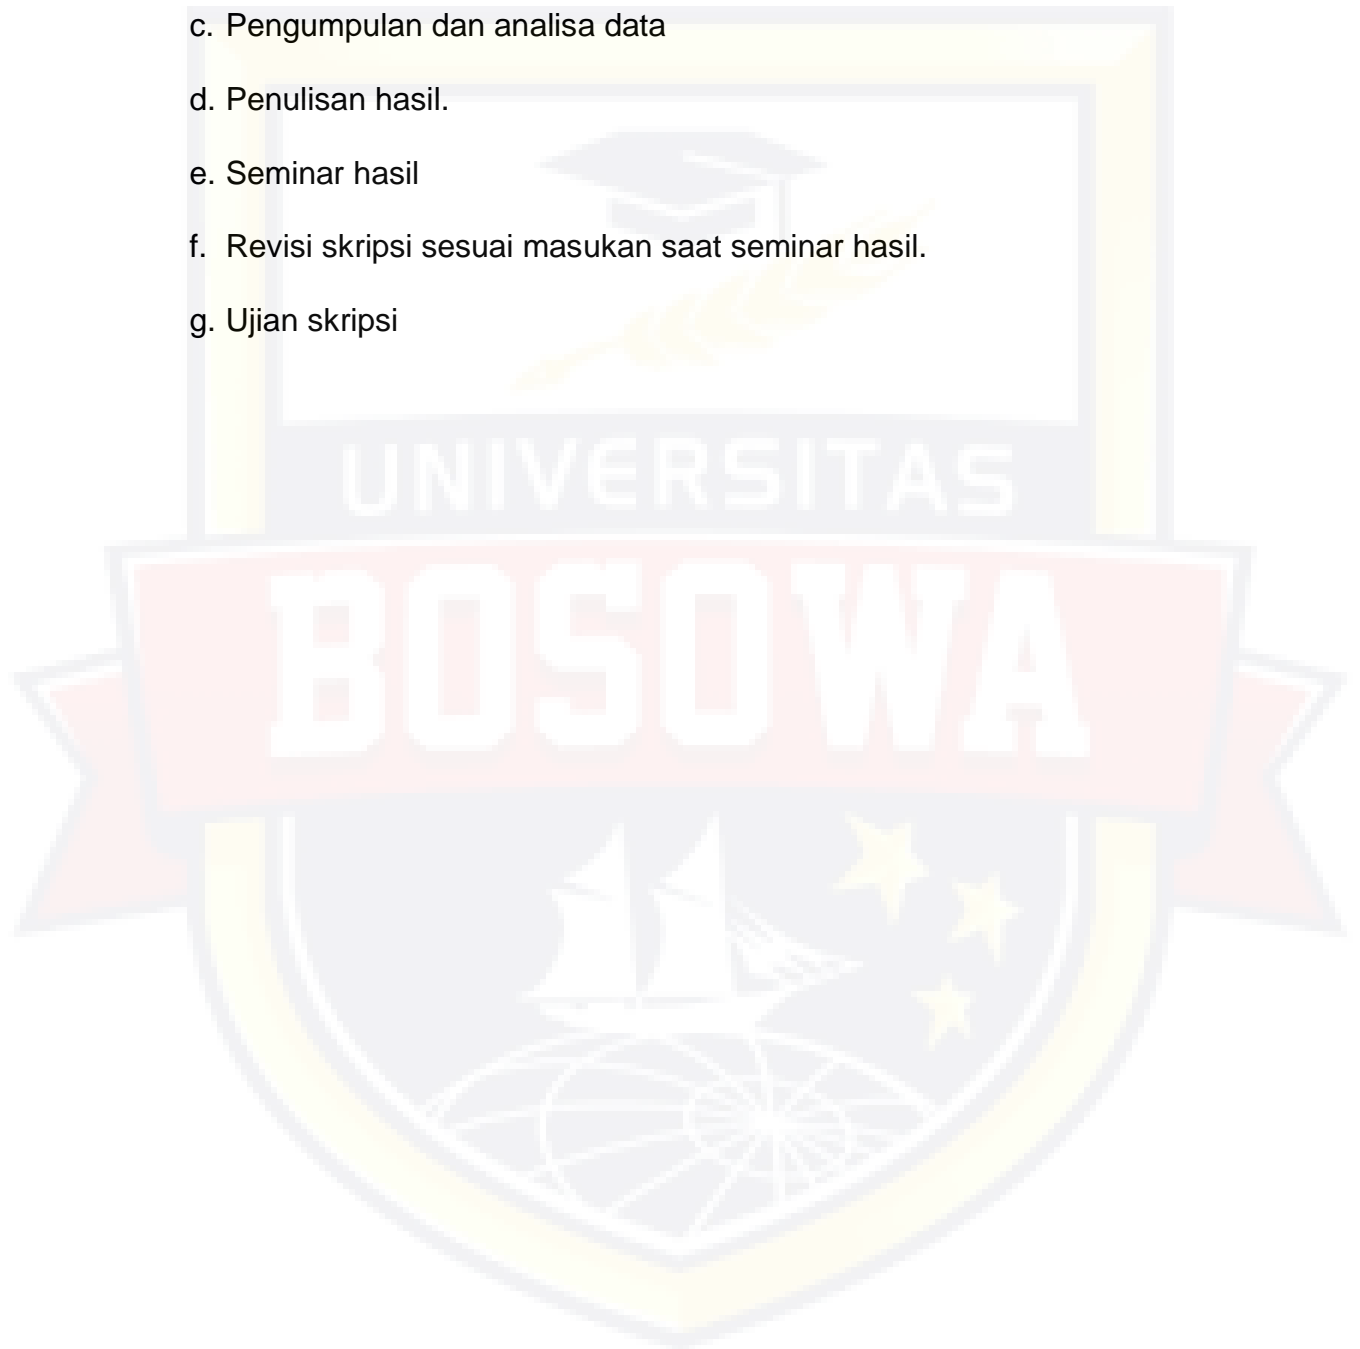 c. Pengumpulan dan analisa data
d. Penulisan hasil.
e. Seminar hasil
f. Revisi skripsi sesuai masukan saat seminar hasil.
g. Ujian skripsi
UNIVERSITAS
BOSOWA